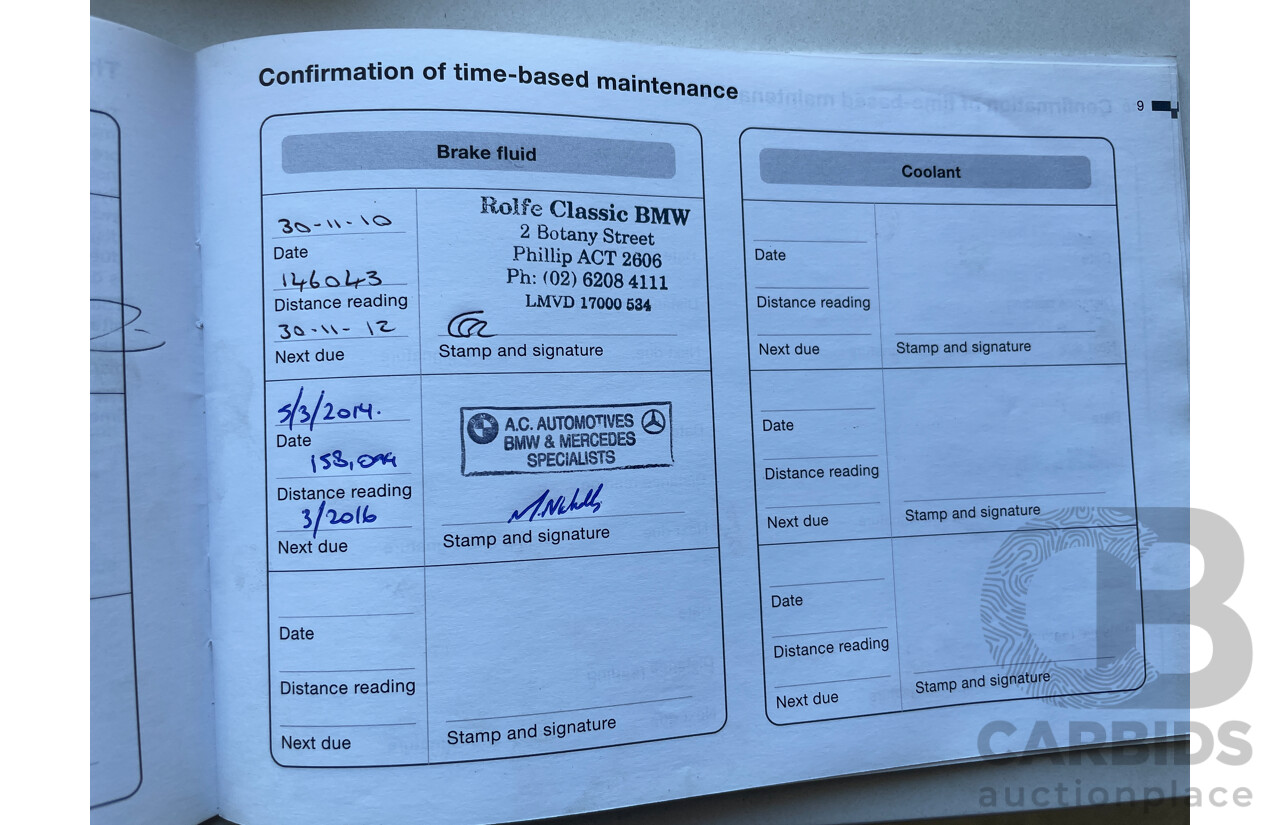 Confirmation of time-based maintenance
9
Brake fluid
30-11-10
Date
146043
Distance reading
30-11-12
Next due
Rolfe Classic BMW
2 Botany Street
Phillip ACT 2606
Ph: (02) 6208 4111
LMVD 17000 534
Stamp and signature
5/3/2014.
Date
Distance reading
3/2016
Next due
A.C. AUTOMOTIVES
BMW & MERCEDES
SPECIALISTS
Stamp and signature
Date
Distance reading
Next due
Stamp and signature
Coolant
Date
Distance reading
Next due
Stamp and signature
Date
Distance reading
Next due
Stamp and signature
Date
Distance reading
Next due
Stamp and signature
CB
CARBIDS
auctionplace